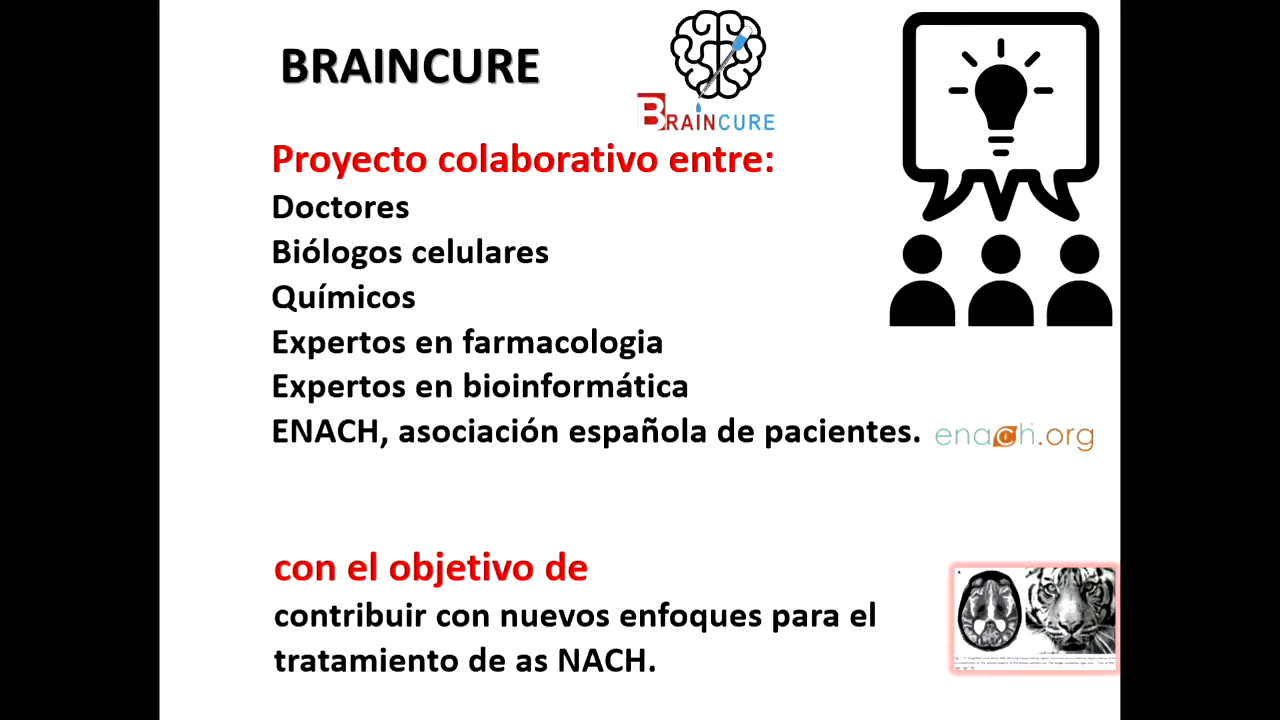 BRAINCURE
BRAINCURE
Proyecto colaborativo entre:
Doctores
Biólogos celulares
Químicos
Expertos en farmacologia
Expertos en bioinformática
ENACH, asociación española de pacientes.
enach.org
con el objetivo de
contribuir con nuevos enfoques para el
tratamiento de as NACH.